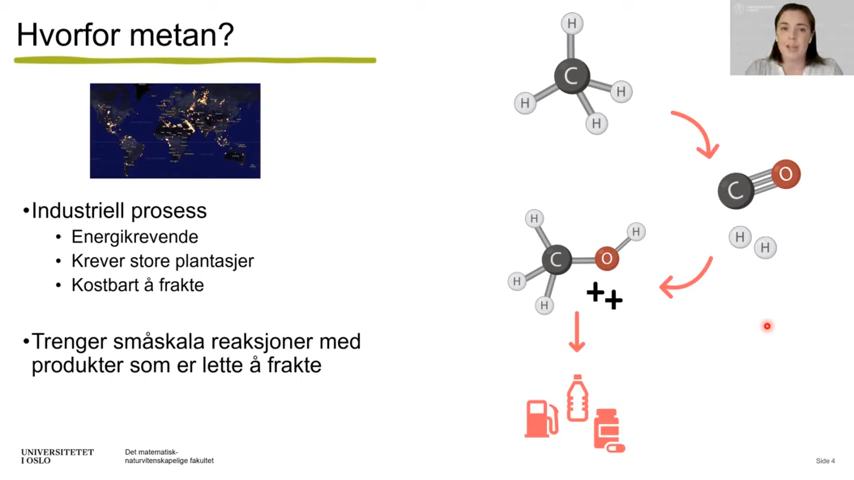 Hvorfor metan?
•Industriell prosess
• Energikrevende
• Krever store plantasjer
• Kostbart å frakte
•Trenger småskala reaksjoner med
produkter som er lette å frakte
H
C
H
H
H
C
O
H
H
H
H
C
O
H
H
++
UNIVERSITETET
I OSLO
Det matematisk-
naturvitenskapelige fakultet
Side 4